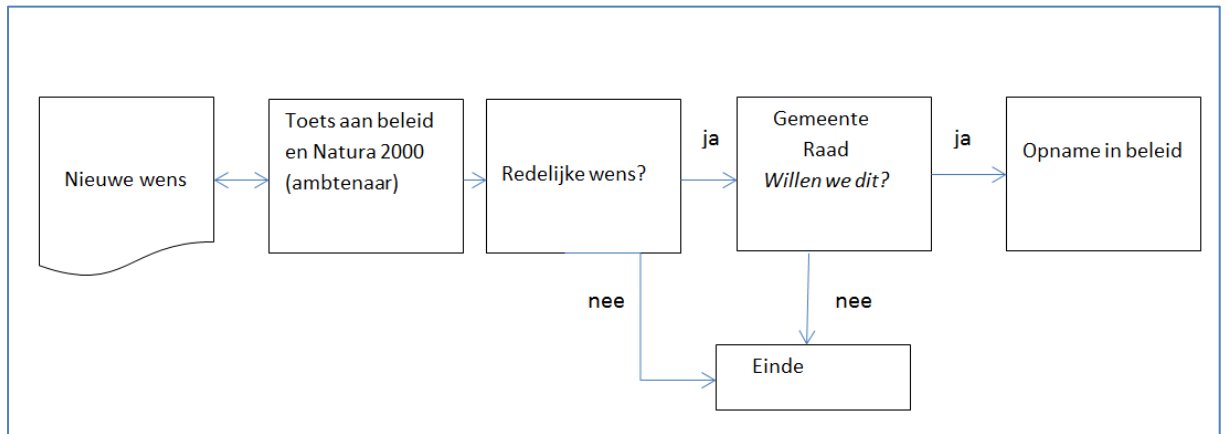 Nieuwe wens
Toets aan beleid
en Natura 2000
(ambtenaar)
Redelijke wens?
ja
Gemeente
Raad
Willen we dit?
ja
Opname in beleid
nee
nee
Einde